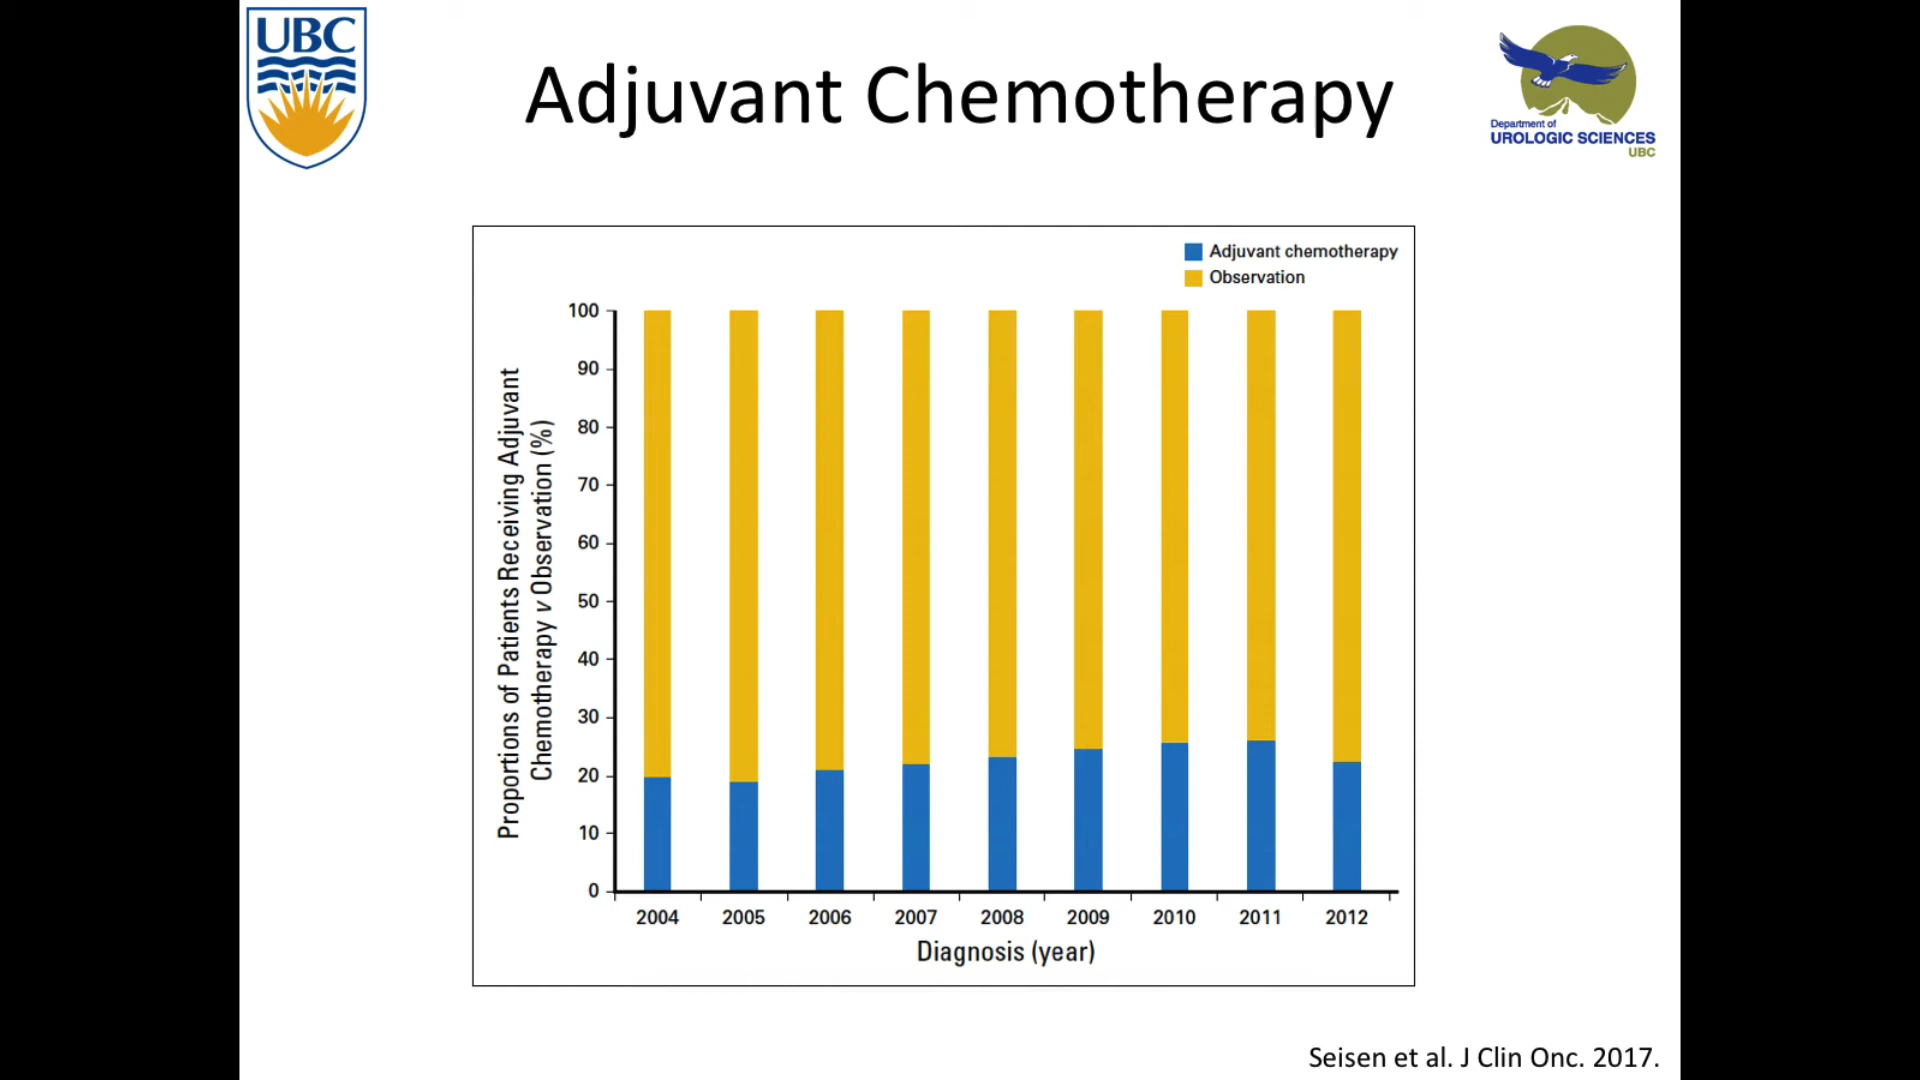 UBC
Adjuvant Chemotherapy
Department of
UROLOGIC SCIENCES
UBC
Adjuvant chemotherapy
Observation
Proportions of Patients Receiving Adjuvant
Chemotherapy v Observation (%)
100
90
80
70
60
50
40
30
20
10
0
2004 2005 2006 2007 2008 2009 2010 2011 2012
Diagnosis (year)
Seisen et al. J Clin Onc. 2017.